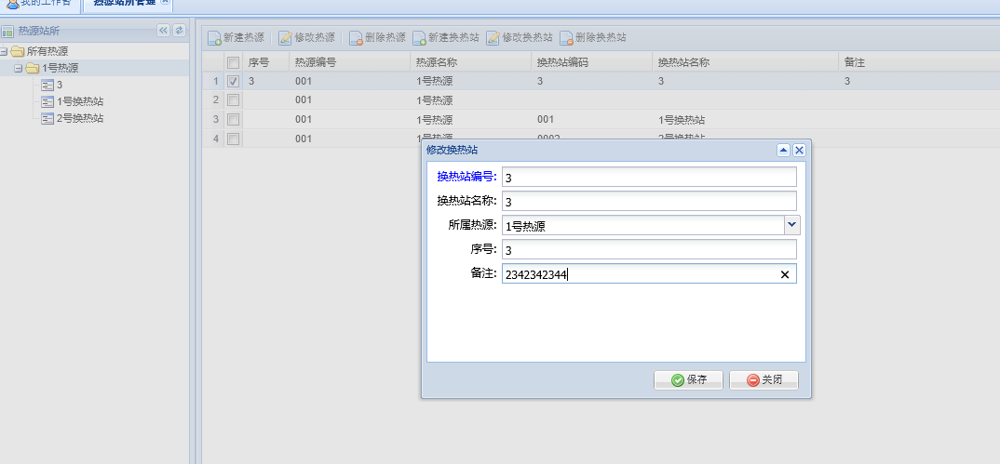 我的工作台
热源站所管理
热源站所
所有热源
1号热源
3
1号换热站
2号换热站
新建热源 修改热源 删除热源 新建换热站 修改换热站 删除换热站
序号 热源编号 热源名称 换热站编码 换热站名称 备注
1 3 001 1号热源 3 3 3
2 001 1号热源
3 001 1号热源 001 1号换热站
4 001 1号热源 0002 2号换热站
修改换热站
换热站编号: 3
换热站名称: 3
所属热源: 1号热源
序号: 3
备注: 2342342344
保存 关闭